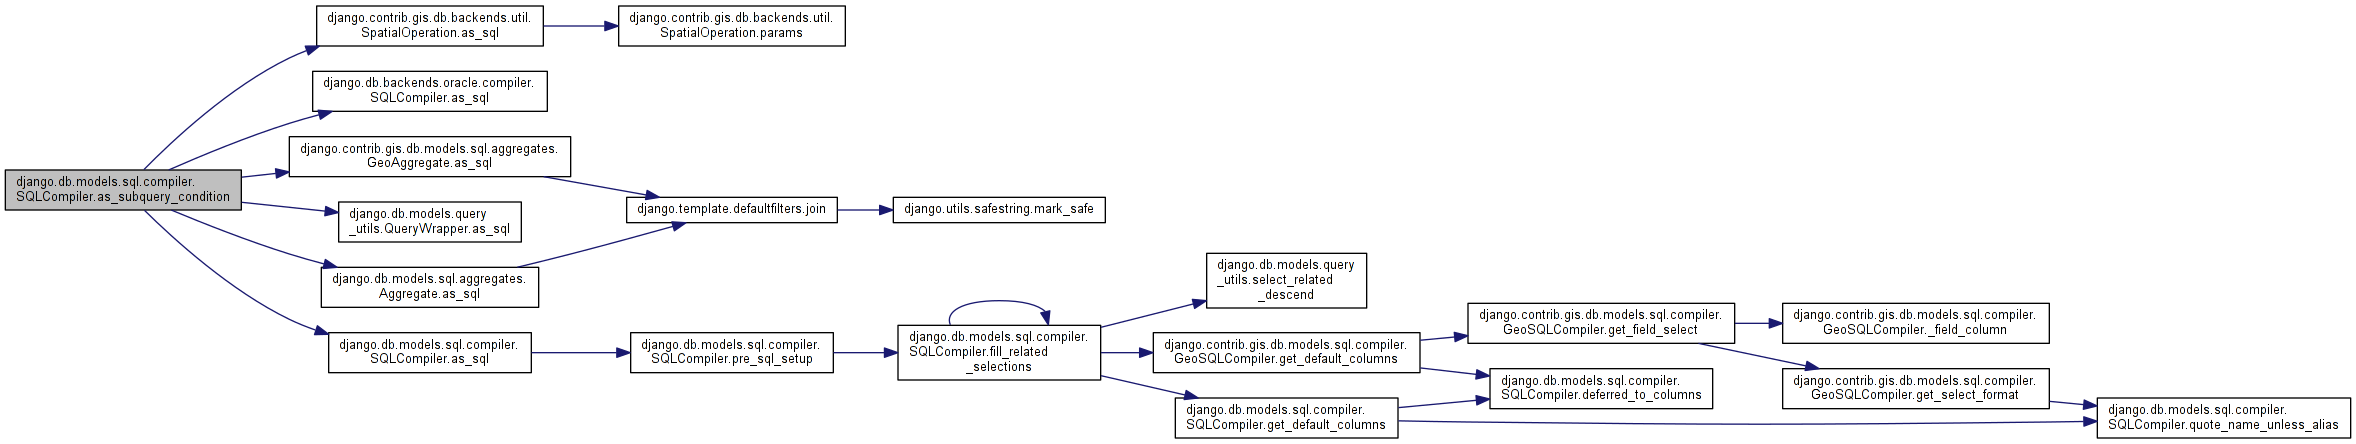 django.contrib.gis.db.backends.util.
SpatialOperation.as_sql
django.contrib.gis.db.backends.util.
SpatialOperation.params
django.db.backends.oracle.compiler.
SQLCompiler.as_sql
django.contrib.gis.db.models.sql.aggregates.
GeoAggregate.as_sql
django.db.models.sql.compiler.
SQLCompiler.as_subquery_condition
django.db.models.query
_utils.QueryWrapper.as_sql
django.template.defaultfilters.join
django.utils.safestring.mark_safe
django.db.models.sql.aggregates.
Aggregate.as_sql
django.db.models.query
_utils.select_related
_descend
django.db.models.sql.compiler.
SQLCompiler.as_sql
django.db.models.sql.compiler.
SQLCompiler.pre_sql_setup
django.db.models.sql.compiler.
SQLCompiler.fill_related
_selections
django.contrib.gis.db.models.sql.compiler.
GeoSQLCompiler.get_default_columns
django.contrib.gis.db.models.sql.compiler.
GeoSQLCompiler.get_field_select
django.contrib.gis.db.models.sql.compiler.
GeoSQLCompiler._field_column
django.db.models.sql.compiler.
SQLCompiler.get_default_columns
django.db.models.sql.compiler.
SQLCompiler.deferred_to_columns
django.contrib.gis.db.models.sql.compiler.
GeoSQLCompiler.get_select_format
django.db.models.sql.compiler.
SQLCompiler.quote_name_unless_alias